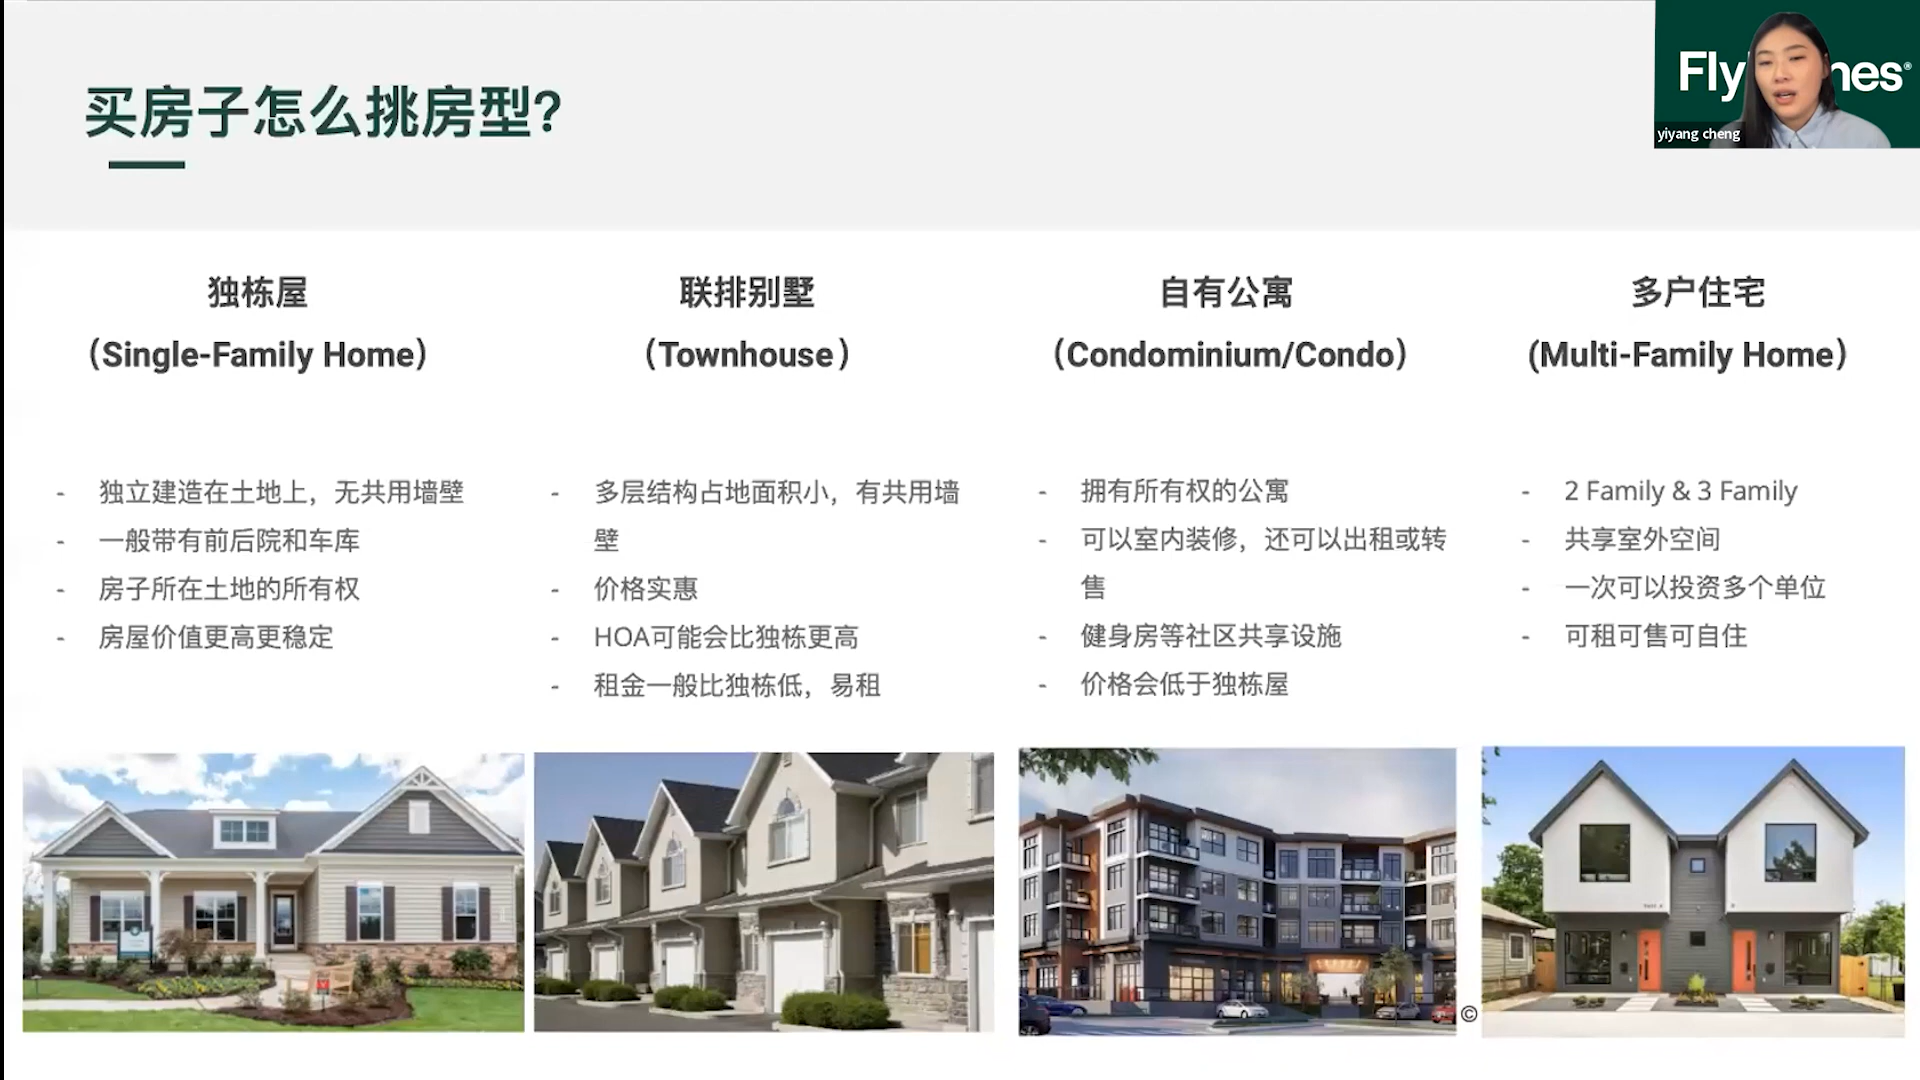 买房子怎么挑房型？
yiyang cheng
独栋屋
（Single-Family Home）
- 独立建造在土地上，无共用墙壁
- 一般带有前后院和车库
- 房子所在土地的所有权
- 房屋价值更高更稳定
联排别墅
（Townhouse）
- 多层结构占地面积小，有共用墙
壁
- 价格实惠
- HOA可能会比独栋更高
- 租金一般比独栋低，易租
自有公寓
（Condominium/Condo）
- 拥有所有权的公寓
- 可以室内装修，还可以出租或转
售
- 健身房等社区共享设施
- 价格会低于独栋屋
多户住宅
(Multi-Family Home）
- 2 Family & 3 Family
- 共享室外空间
- 一次可以投资多个单位
- 可租可售可自住
©